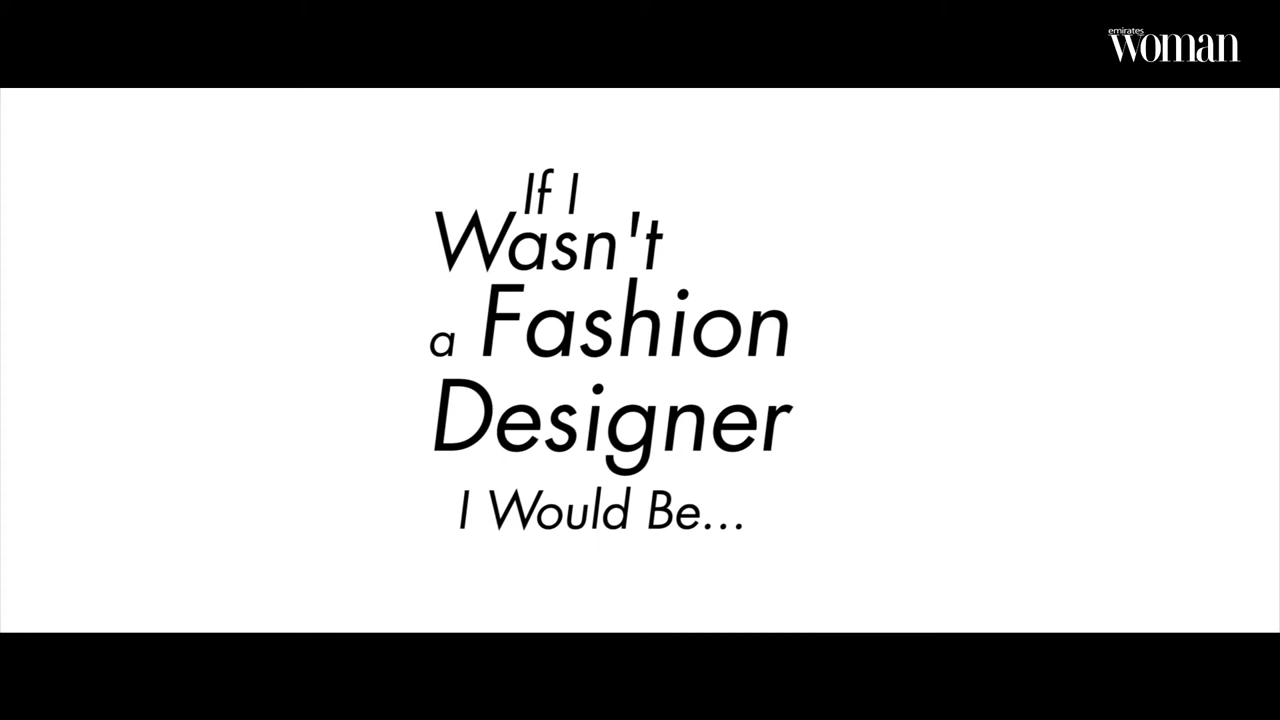 emirates
woman
If I
Wasn't
a Fashion
Designer
I Would Be...